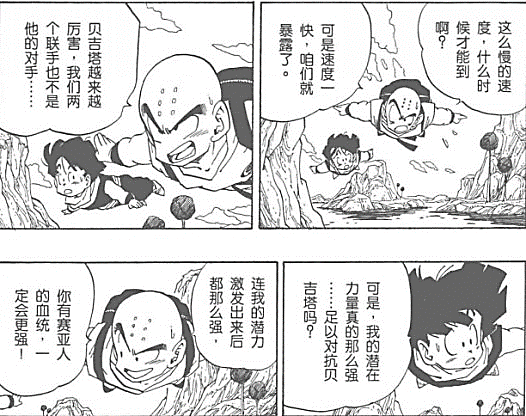 这么慢的速
度，什么时
候才能到
啊？
可是速度一
快，咱们就
暴露了。
贝吉塔越来越
厉害，我们两
个联手也不是
他的对手……
可是，我的潜在
力量真的那么强
……足以对抗贝
吉塔吗？
连我的潜力
激发出来后
都那么强，
你有赛亚人
的血统，一
定会更强！